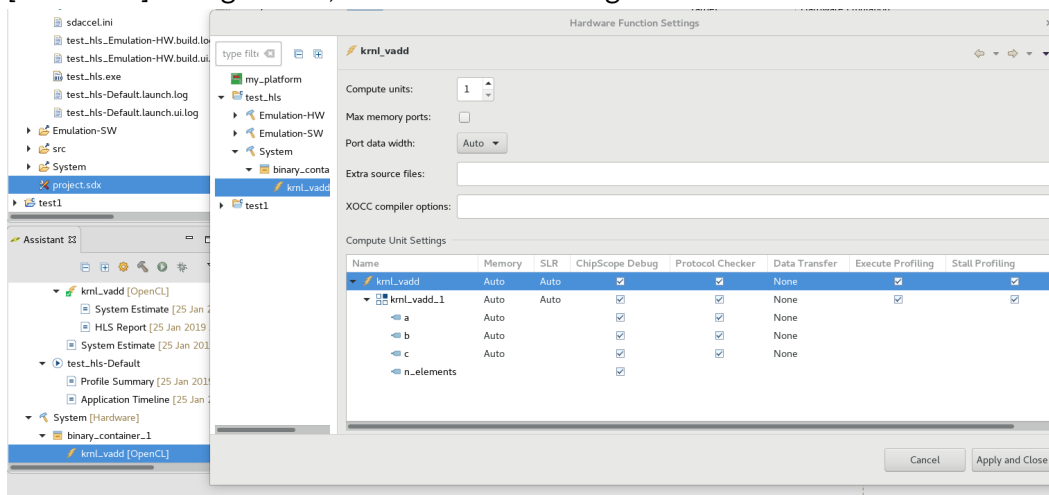 sdaccel.ini
test_hls_Emulation-HW.build.lo
test_hls_Emulation-HW.build.ui.
test_hls.exe
test_hls-Default.launch.log
test_hls-Default.launch.ui.log
Emulation-SW
src
System
project.sdx
test1
Assistant
krnl_vadd [OpenCL]
System Estimate [25 Jan 2
HLS Report [25 Jan 2019
System Estimate [25 Jan 201
test_hls-Default
Profile Summary [25 Jan 2019
Application Timeline [25 Jan 2
System [Hardware]
binary_container_1
krnl_vadd [OpenCL]
Hardware Function Settings
type filte
my_platform
test_hls
Emulation-HW
Emulation-SW
System
binary_conta
krnl_vadd
test1
krnl_vadd
Compute units: 1
Max memory ports:
Port data width: Auto
Extra source files:
XOCC compiler options:
Compute Unit Settings
Name Memory SLR ChipScope Debug Protocol Checker Data Transfer Execute Profiling Stall Profiling
krnl_vadd Auto Auto None
krnl_vadd_1 Auto Auto None
a Auto None
b Auto None
c Auto None
n_elements
Cancel Apply and Close